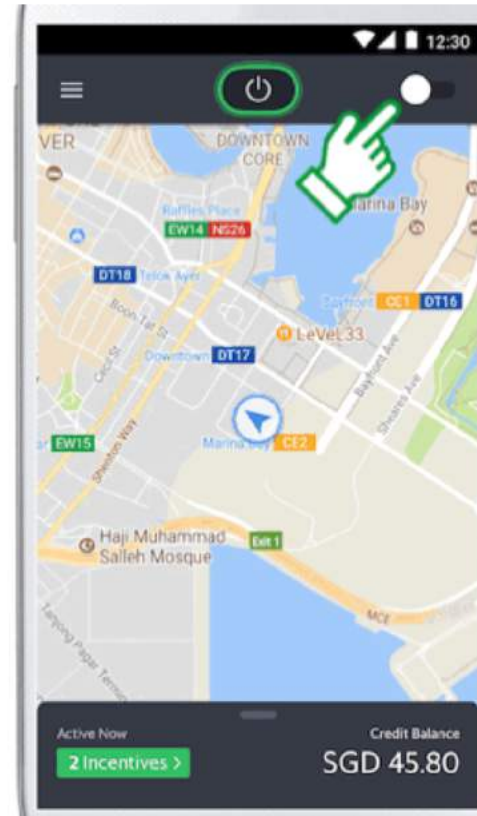 12:30
VER
DOWNTOWN
CORE
Raffles Place
EW14 NS26
Marina Bay
DT18 Telok Ayer
Bayfront CE1 DT16
Boon Tat St
LeVeL33
Cecil St
Downtown DT17
Bayfront Ave
Sheares Ave
Shenton Way
EW15
Marina Bay CE2
Haji Muhammad
Salleh Mosque
Exit 1
MCE
Tanjong Pagar Termin
Active Now
Credit Balance
2 Incentives >
SGD 45.80